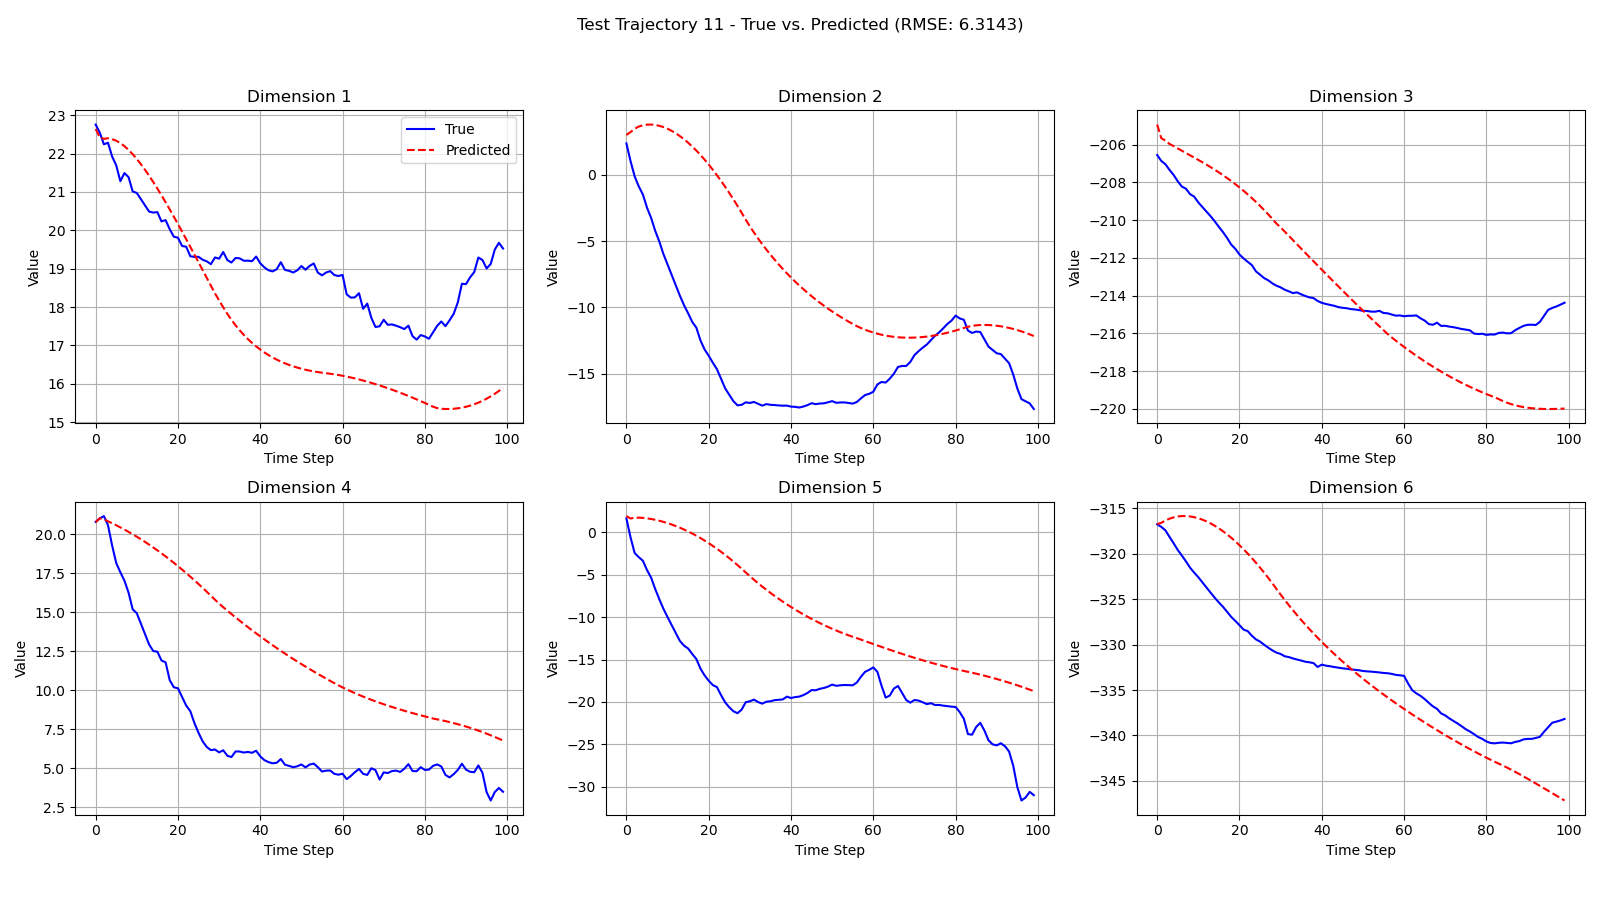 Test Trajectory 11 - True vs. Predicted (RMSE: 6.3143)
Dimension 1
Value
23
22
21
20
19
18
17
16
15
True
Predicted
0 20 40 60 80 100
Time Step
Dimension 2
Value
0
−5
−10
−15
0 20 40 60 80 100
Time Step
Dimension 3
Value
−206
−208
−210
−212
−214
−216
−218
−220
0 20 40 60 80 100
Time Step
Dimension 4
Value
20.0
17.5
15.0
12.5
10.0
7.5
5.0
2.5
0 20 40 60 80 100
Time Step
Dimension 5
Value
0
−5
−10
−15
−20
−25
−30
0 20 40 60 80 100
Time Step
Dimension 6
Value
−315
−320
−325
−330
−335
−340
−345
0 20 40 60 80 100
Time Step